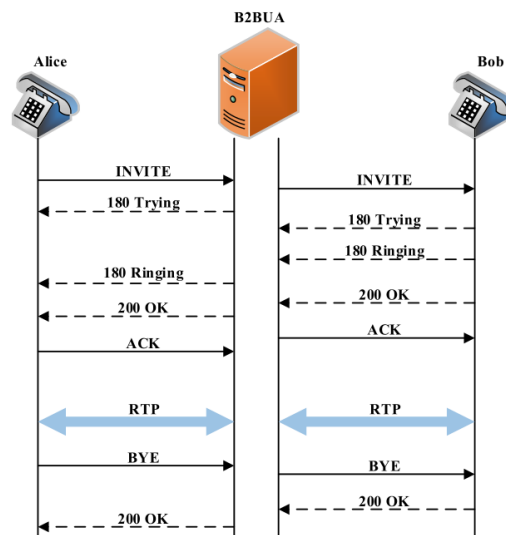 B2BUA
Alice
Bob
INVITE
INVITE
180 Trying
180 Trying
180 Ringing
180 Ringing
200 OK
200 OK
ACK
ACK
RTP
RTP
BYE
BYE
200 OK
200 OK